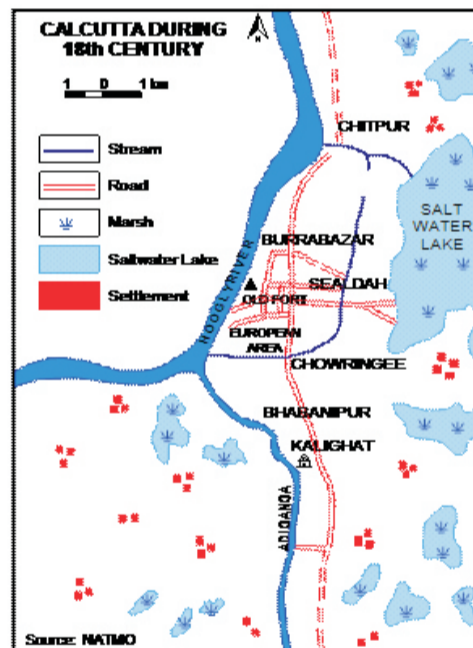 CALCUTTA DURING
18th CENTURY
N
1 0 1 km
Stream
Road
Marsh
Saltwater Lake
Settlement
CHITPUR
SALT
WATER
LAKE
BURRABAZAR
SEALDAH
OLD FORT
HOOGLY RIVER
EUROPEAN
AREA
CHOWRINGEE
BHABANIPUR
KALIGHAT
ADIGANGA
Source: NATMO